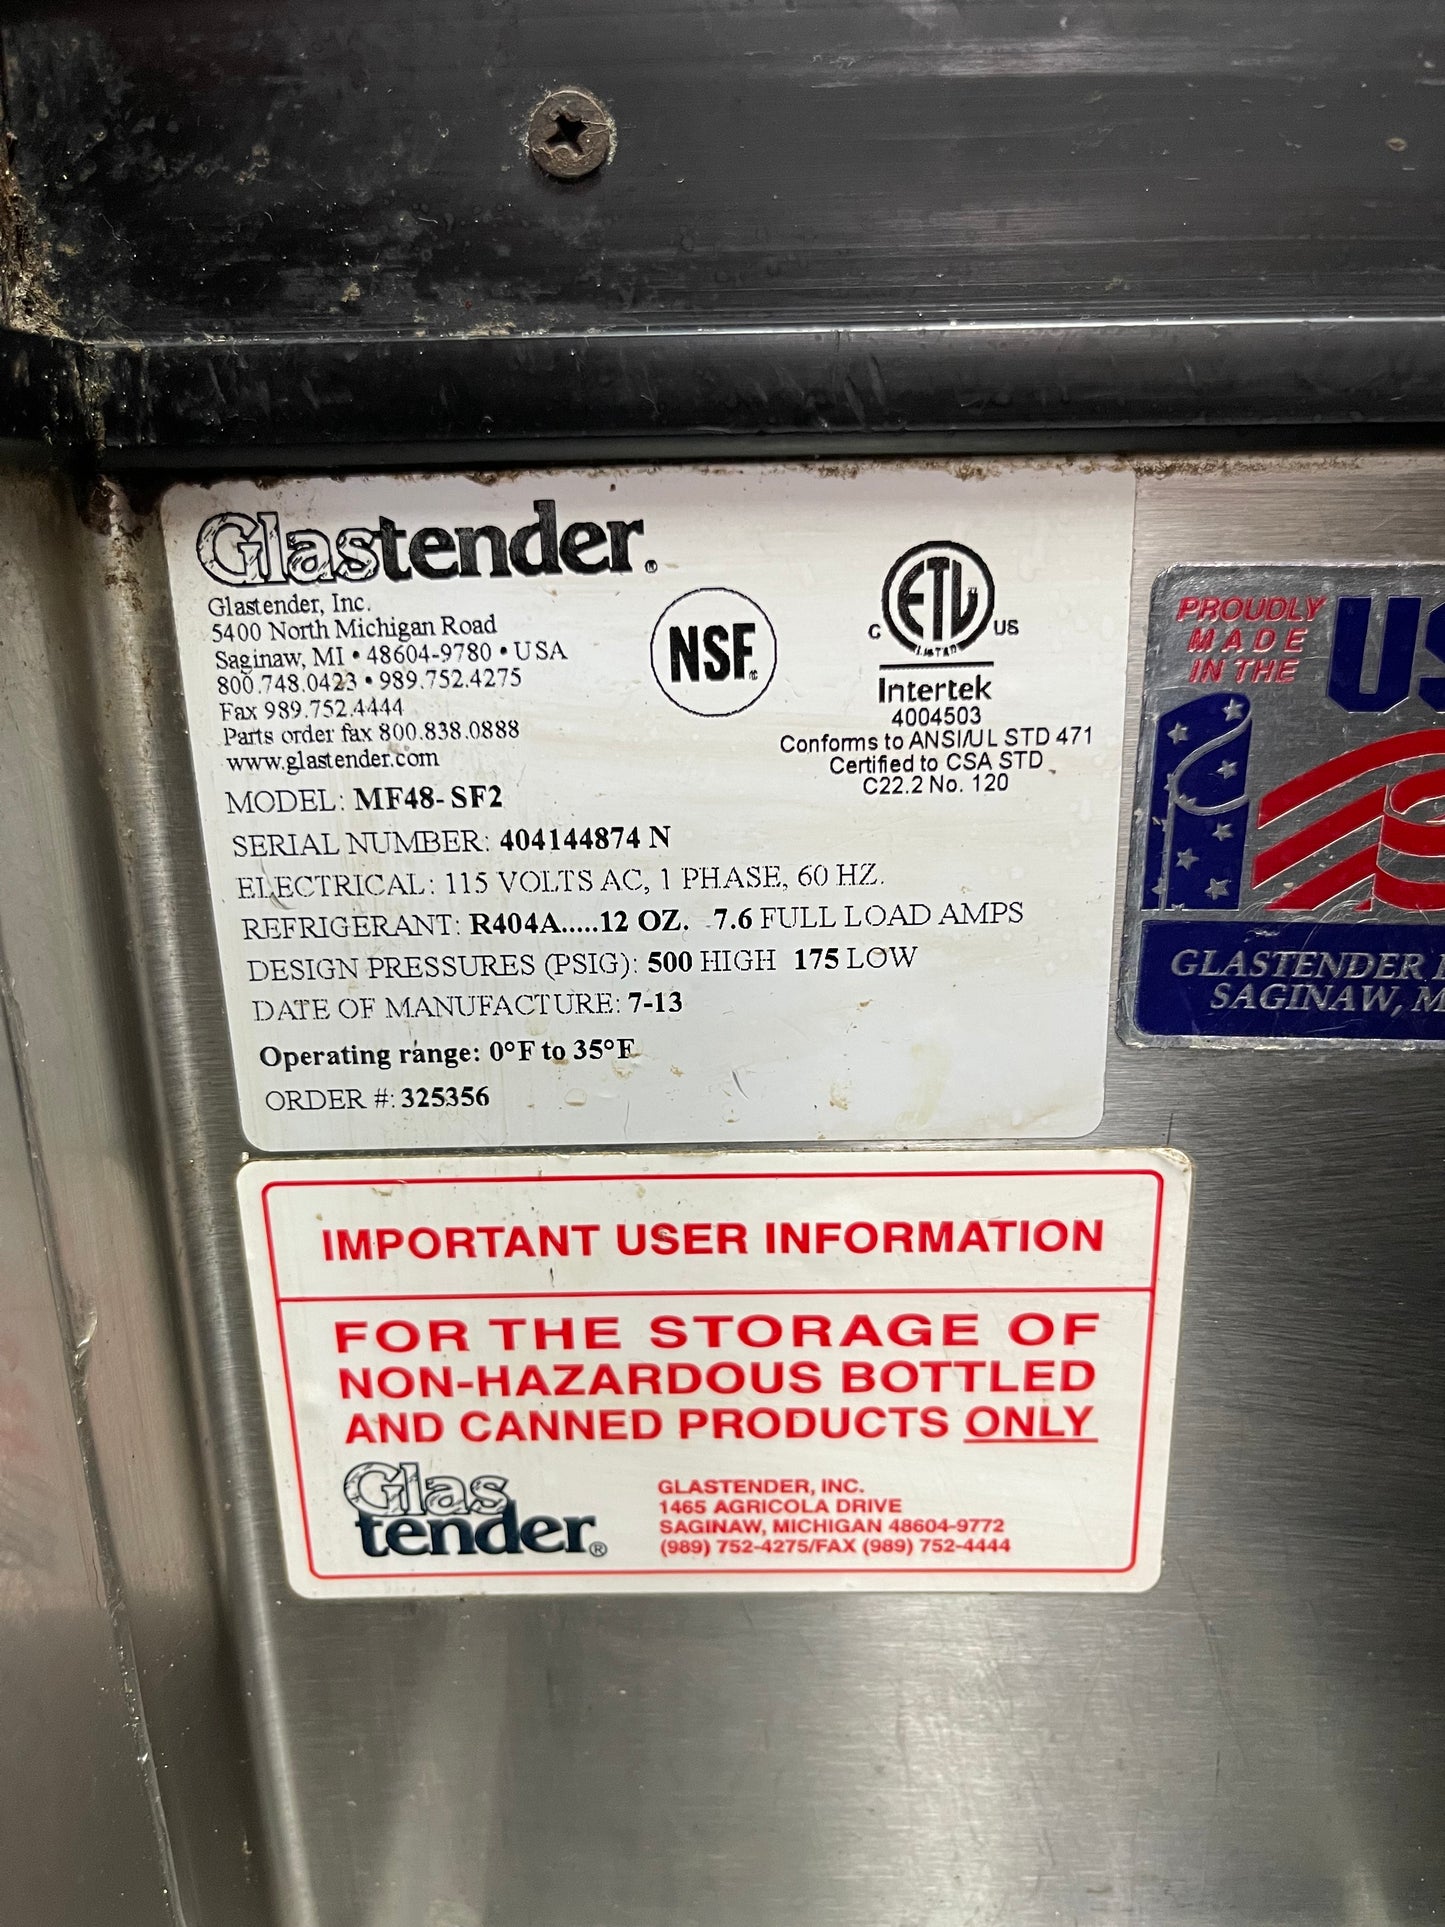 Glastender®
Glastender, Inc.
5400 North Michigan Road
Saginaw, MI • 48604-9780 • USA
800.748.0423 • 989.752.4275
Fax 989.752.4444
Parts order fax 800.838.0888
www.glastender.com
NSF
C ETL US
LISTED
Intertek
4004503
Conforms to ANSI/UL STD 471
Certified to CSA STD
C22.2 No. 120
MODEL: MF48-SF2
SERIAL NUMBER: 404144874 N
ELECTRICAL: 115 VOLTS AC, 1 PHASE, 60 HZ.
REFRIGERANT: R404A.....12 OZ. 7.6 FULL LOAD AMPS
DESIGN PRESSURES (PSIG): 500 HIGH 175 LOW
DATE OF MANUFACTURE: 7-13
Operating range: 0°F to 35°F
ORDER #: 325356
PROUDLY
MADE
IN THE
US
GLASTENDER
SAGINAW, M
IMPORTANT USER INFORMATION
FOR THE STORAGE OF
NON-HAZARDOUS BOTTLED
AND CANNED PRODUCTS ONLY
Glas
tender®
GLASTENDER, INC.
1465 AGRICOLA DRIVE
SAGINAW, MICHIGAN 48604-9772
(989) 752-4275/FAX (989) 752-4444